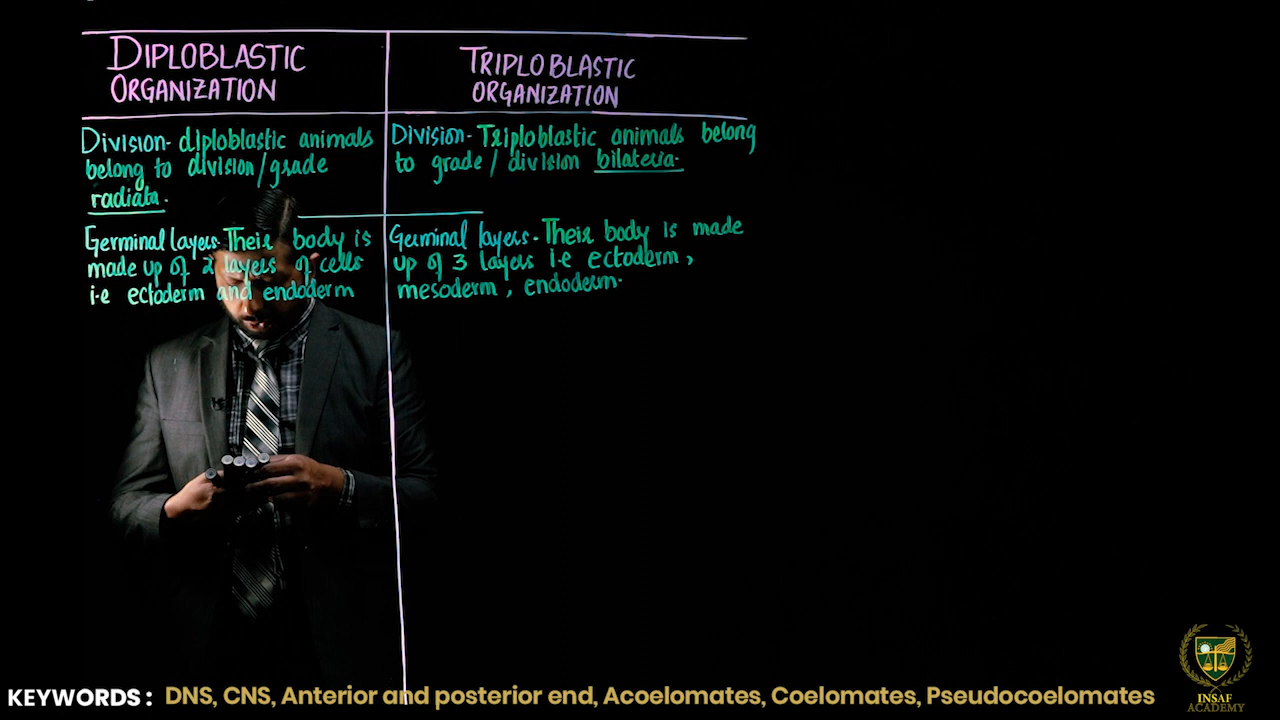 DIPLOBLASTIC
ORGANIZATION
TRIPLOBLASTIC
ORGANIZATION
Division- diploblastic animals
belong to division/grade
radiata.
Division- Triploblastic animals belong
to grade/division bilateria.
Germinal layers- Their body is
made up of 2 layers of cells
i.e ectoderm and endoderm
Germinal layers- Their body is made
up of 3 layers i.e ectoderm,
mesoderm, endoderm.
KEYWORDS: DNS, CNS, Anterior and posterior end, Acoelomates, Coelomates, Pseudocoelomates
INSAF
ACADEMY